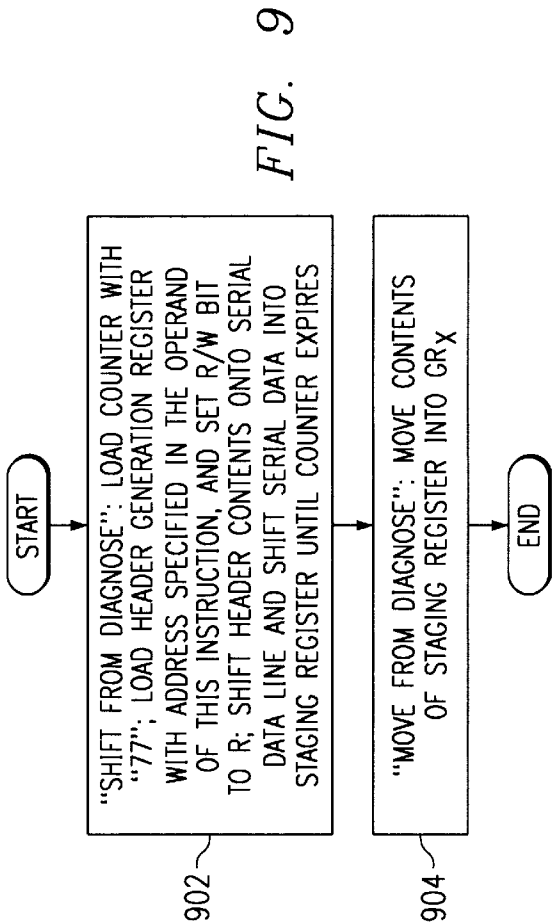 START
"SHIFT FROM DIAGNOSE": LOAD COUNTER WITH
"77"; LOAD HEADER GENERATION REGISTER
WITH ADDRESS SPECIFIED IN THE OPERAND
OF THIS INSTRUCTION, AND SET R/W BIT
TO R; SHIFT HEADER CONTENTS ONTO SERIAL
DATA LINE AND SHIFT SERIAL DATA INTO
STAGING REGISTER UNTIL COUNTER EXPIRES
902
"MOVE FROM DIAGNOSE": MOVE CONTENTS
OF STAGING REGISTER INTO GRX
904
END
FIG. 9